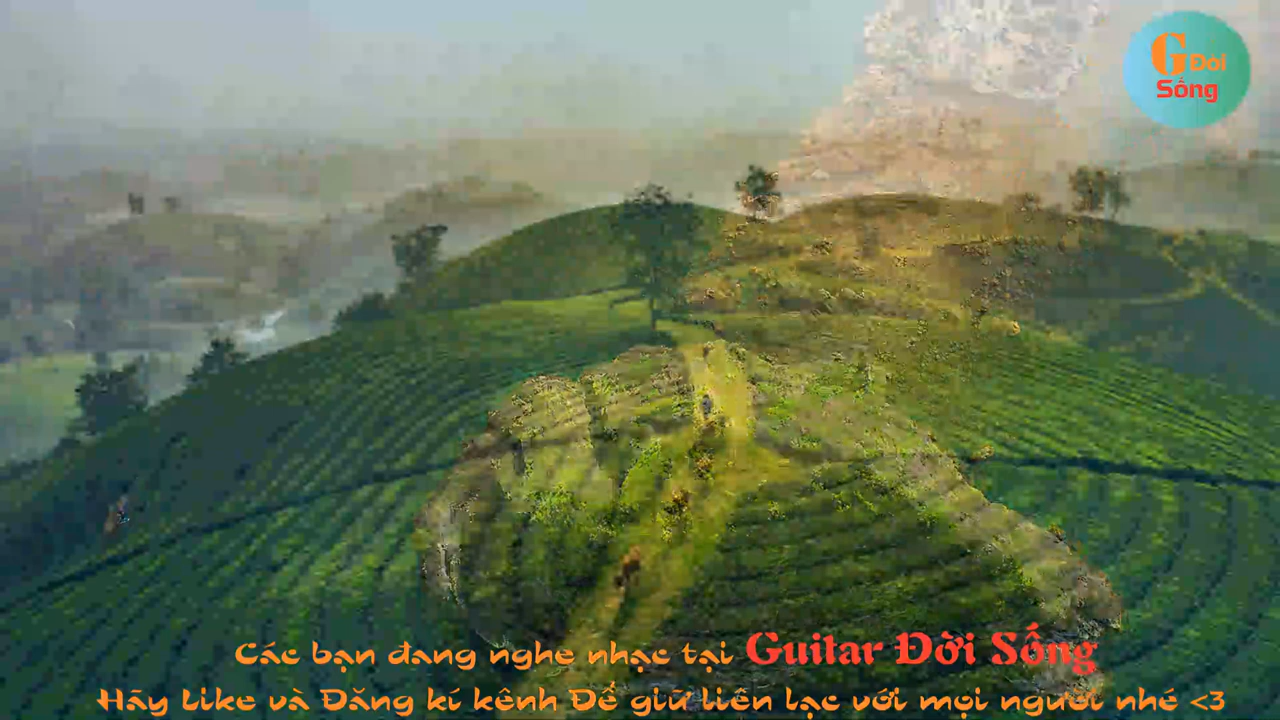 G Đời
Sống
Các bạn đang nghe nhạc tại Guitar Đời Sống
Hãy Like và Đăng kí kênh Để giữ liên lạc với mọi người nhé <3